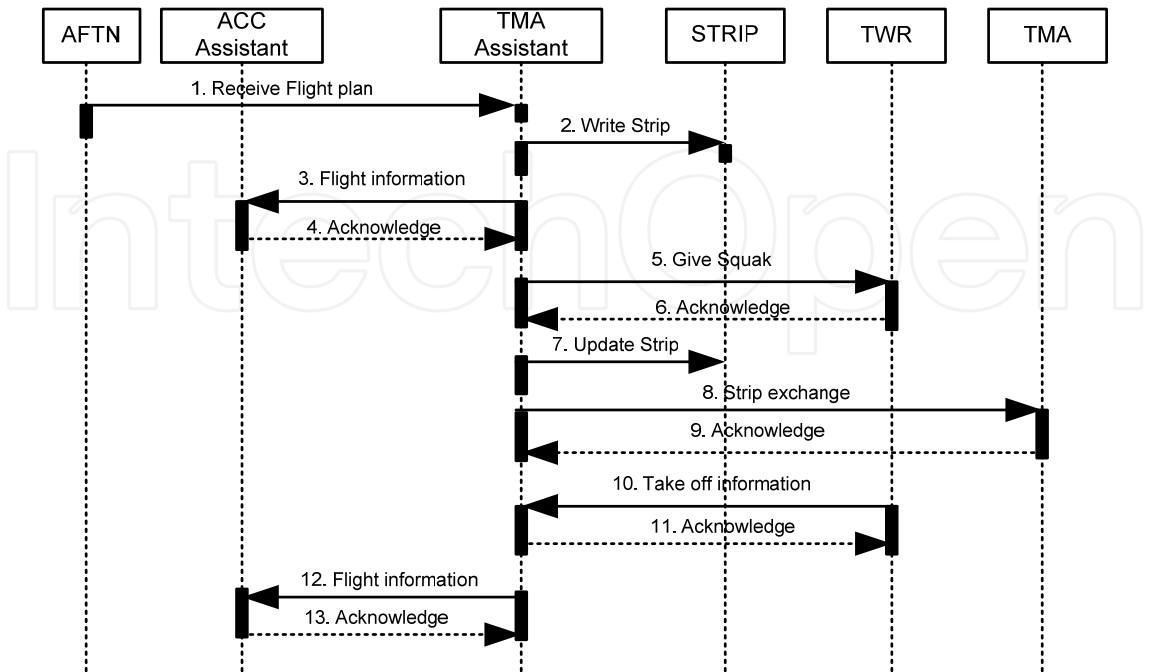 AFTN
ACC
Assistant
TMA
Assistant
STRIP
TWR
TMA
1. Receive Flight plan
2. Write Strip
3. Flight information
4. Acknowledge
5. Give Squak
6. Acknowledge
7. Update Strip
8. Strip exchange
9. Acknowledge
10. Take off information
11. Acknowledge
12. Flight information
13. Acknowledge
IntechOpen